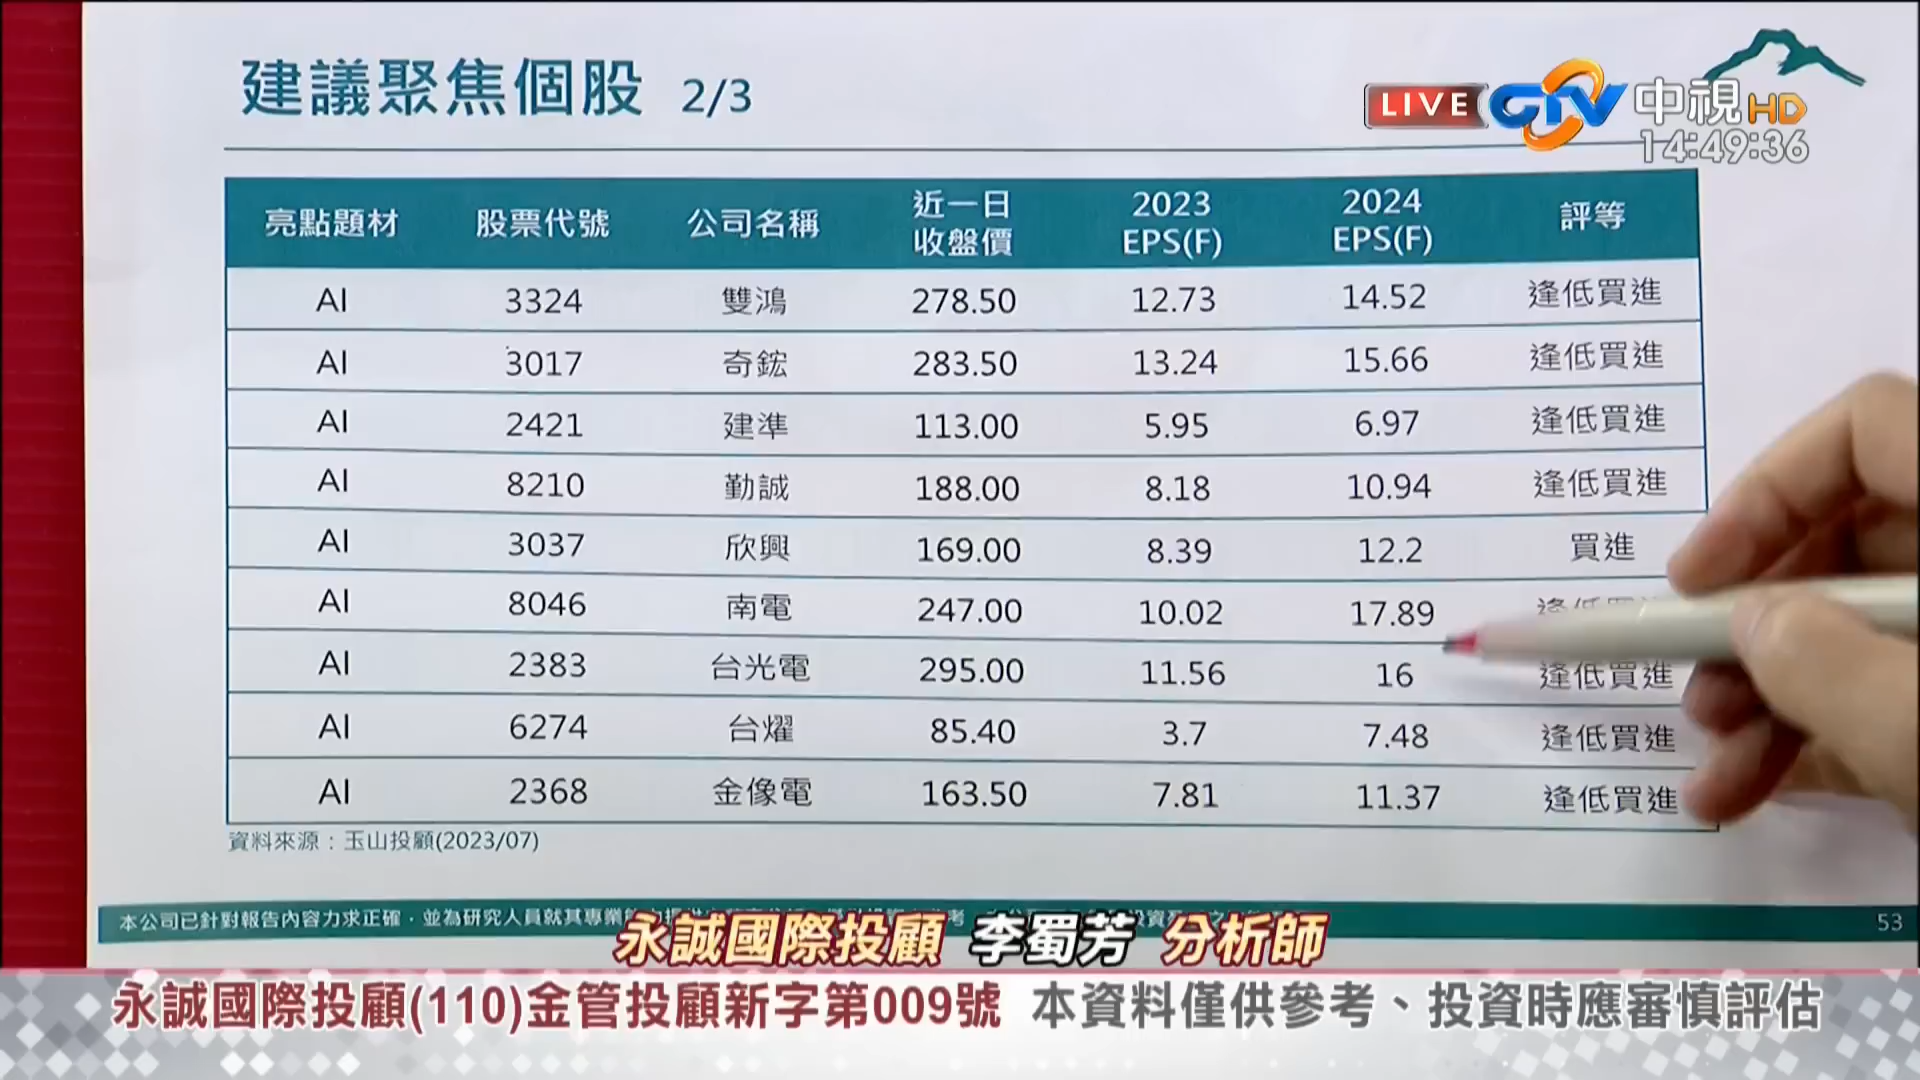 建議聚焦個股 2/3
LIVE CTV 中視HD
14:49:36
亮點題材 股票代號 公司名稱 近一日收盤價 2023 EPS(F) 2024 EPS(F) 評等
AI 3324 雙鴻 278.50 12.73 14.52 逢低買進
AI 3017 奇鋐 283.50 13.24 15.66 逢低買進
AI 2421 建準 113.00 5.95 6.97 逢低買進
AI 8210 勤誠 188.00 8.18 10.94 逢低買進
AI 3037 欣興 169.00 8.39 12.2 買進
AI 8046 南電 247.00 10.02 17.89
AI 2383 台光電 295.00 11.56 16 逢低買進
AI 6274 台燿 85.40 3.7 7.48 逢低買進
AI 2368 金像電 163.50 7.81 11.37 逢低買進
資料來源：玉山投顧(2023/07)
本公司已針對報告內容力求正確，並為研究人員就其專業
53
永誠國際投顧 李蜀芳 分析師
永誠國際投顧(110)金管投顧新字第009號 本資料僅供參考、投資時應審慎評估